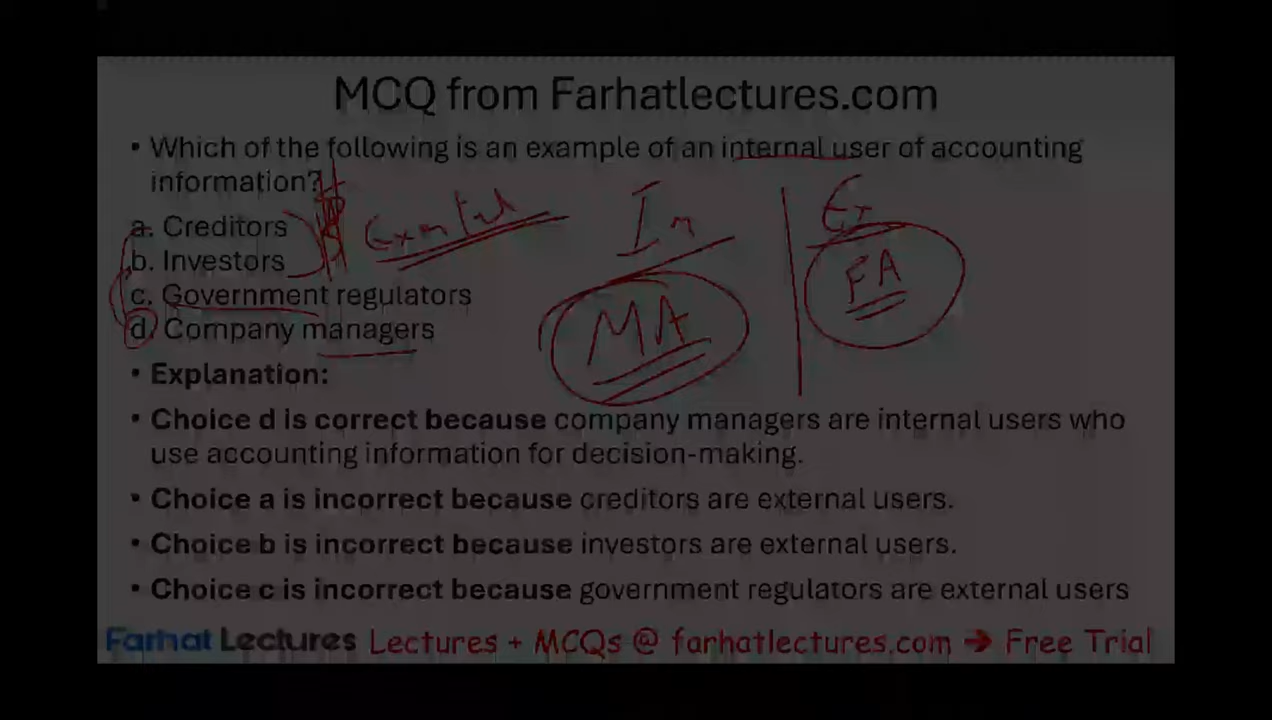 MCQ from Farhatlectures.com
• Which of the following is an example of an internal user of accounting
information?
a. Creditors
b. Investors
c. Government regulators
d. Company managers
In
Ex
MA
FA
• Explanation:
• Choice d is correct because company managers are internal users who
use accounting information for decision-making.
• Choice a is incorrect because creditors are external users.
• Choice b is incorrect because investors are external users.
• Choice c is incorrect because government regulators are external users
Farhat Lectures Lectures + MCQs @ farhatlectures.com → Free Trial